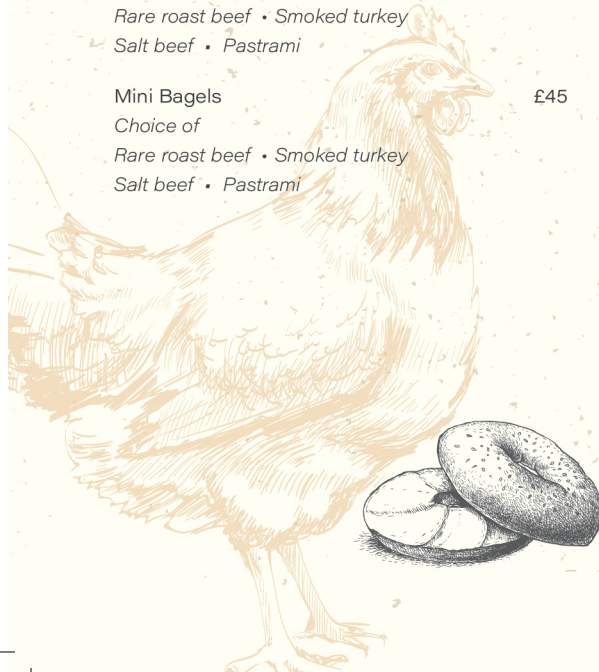 Rare roast beef • Smoked turkey
Salt beef • Pastrami
Mini Bagels £45
Choice of
Rare roast beef • Smoked turkey
Salt beef • Pastrami